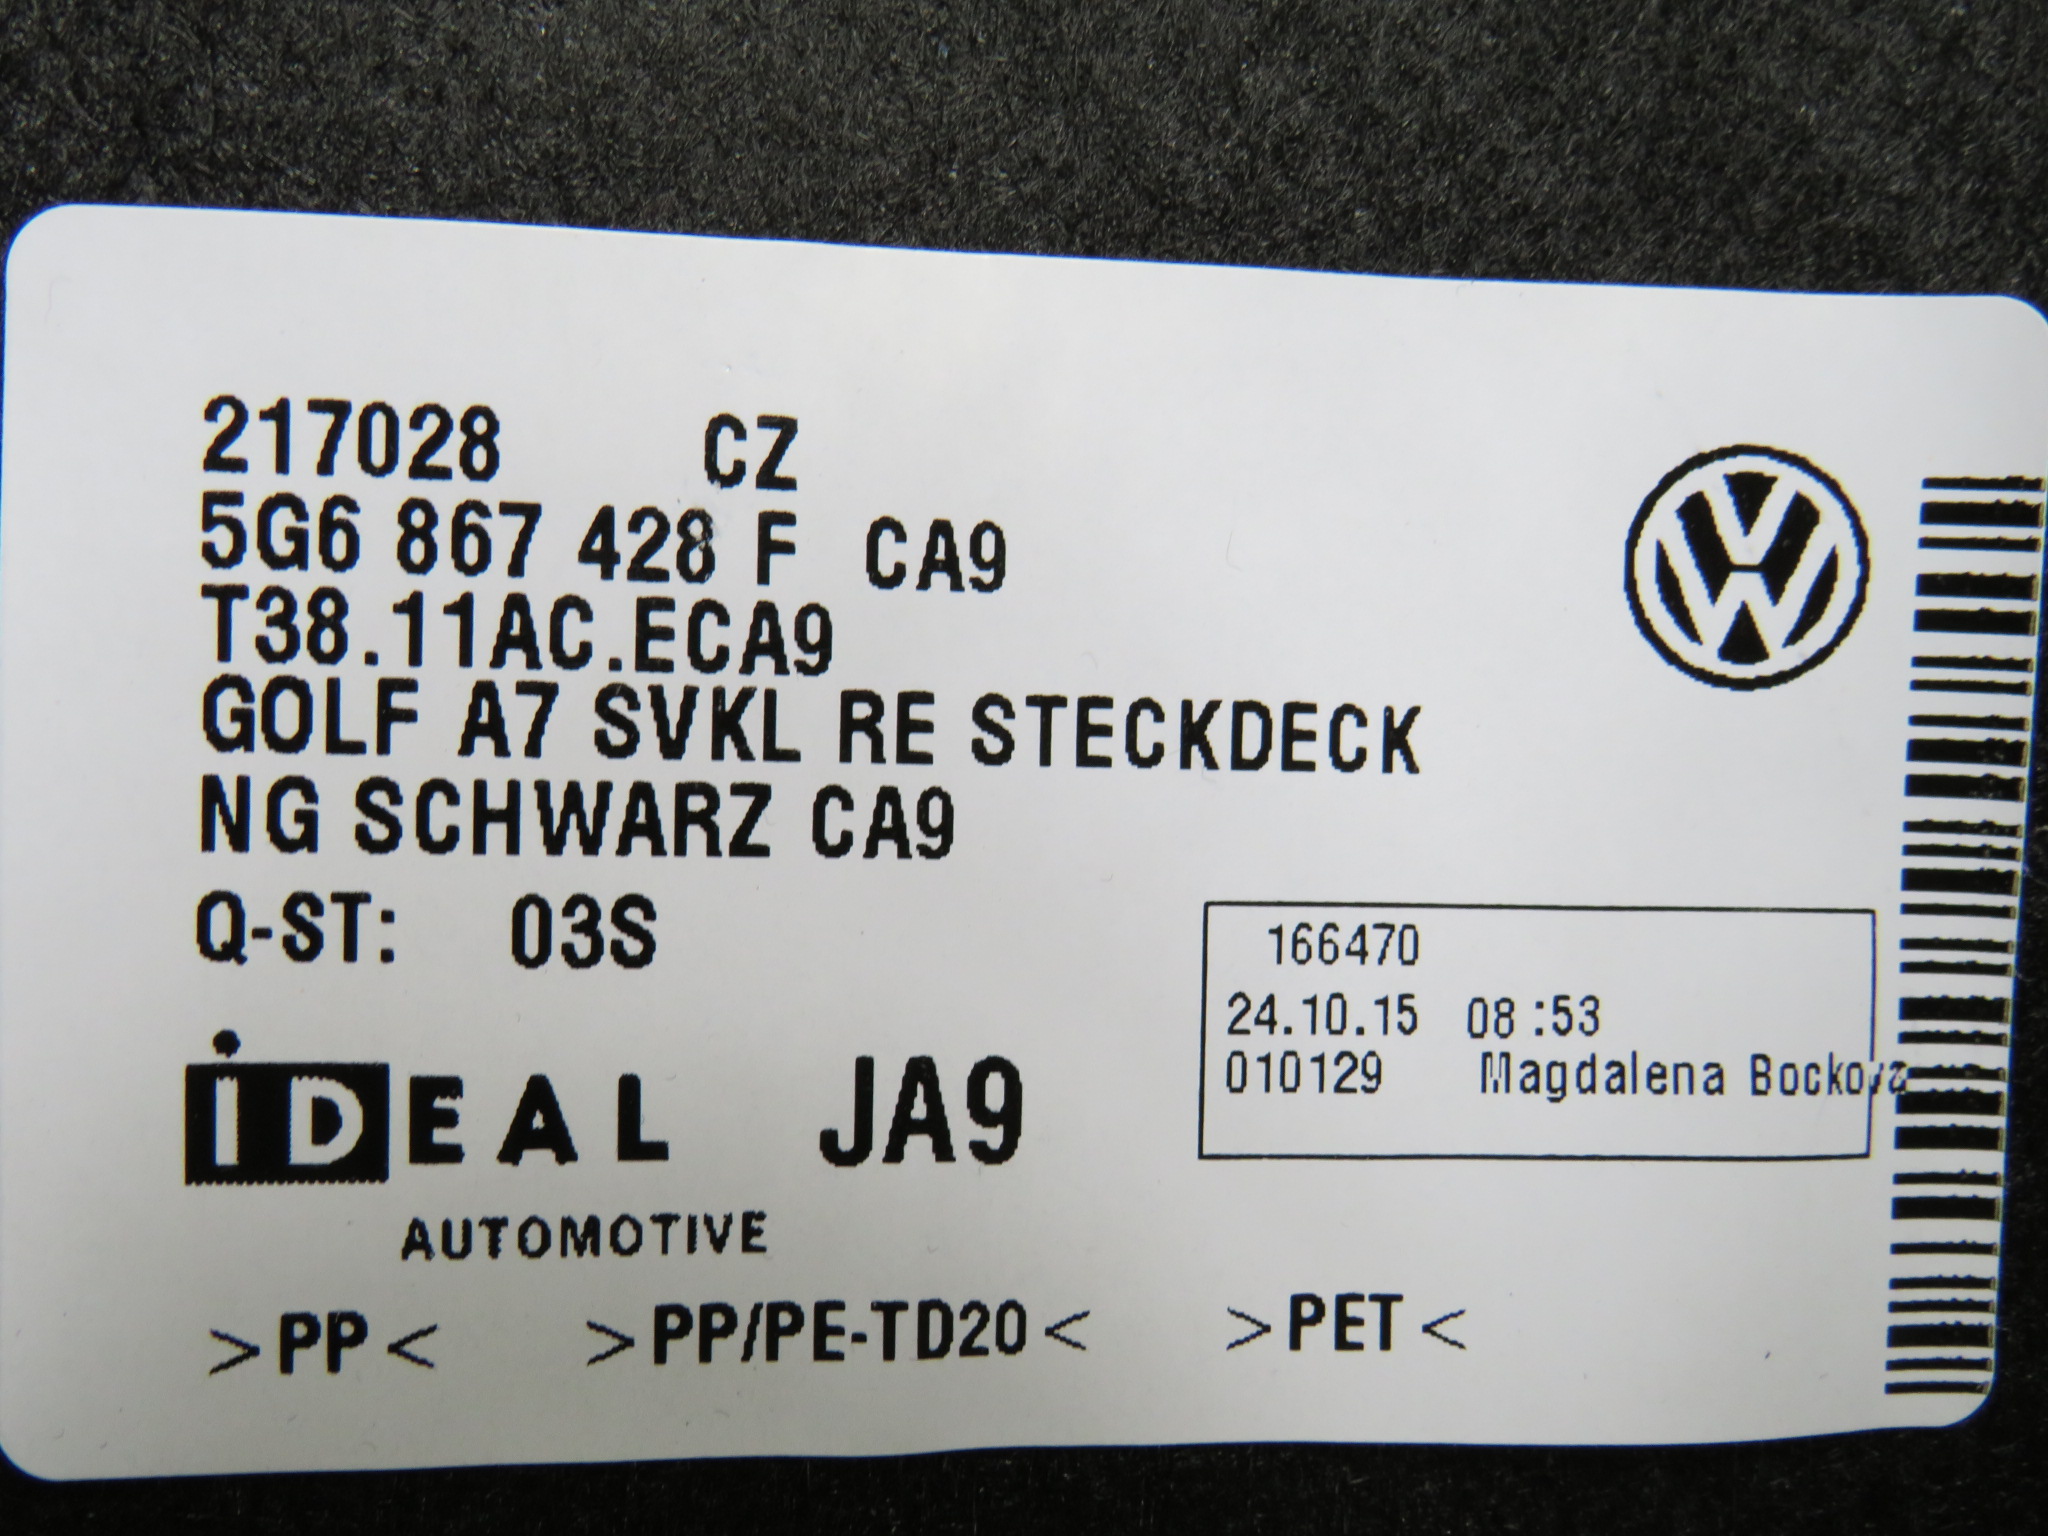 217028 CZ
5G6 867 428 F CA9
T38.11AC.ECA9
GOLF A7 SVKL RE STECKDECK
NG SCHWARZ CA9
Q-ST: 03S
166470
24.10.15 08:53
010129 Magdalena Bockova
iDEAL JA9
AUTOMOTIVE
>PP< >PP/PE-TD20< >PET<
VW